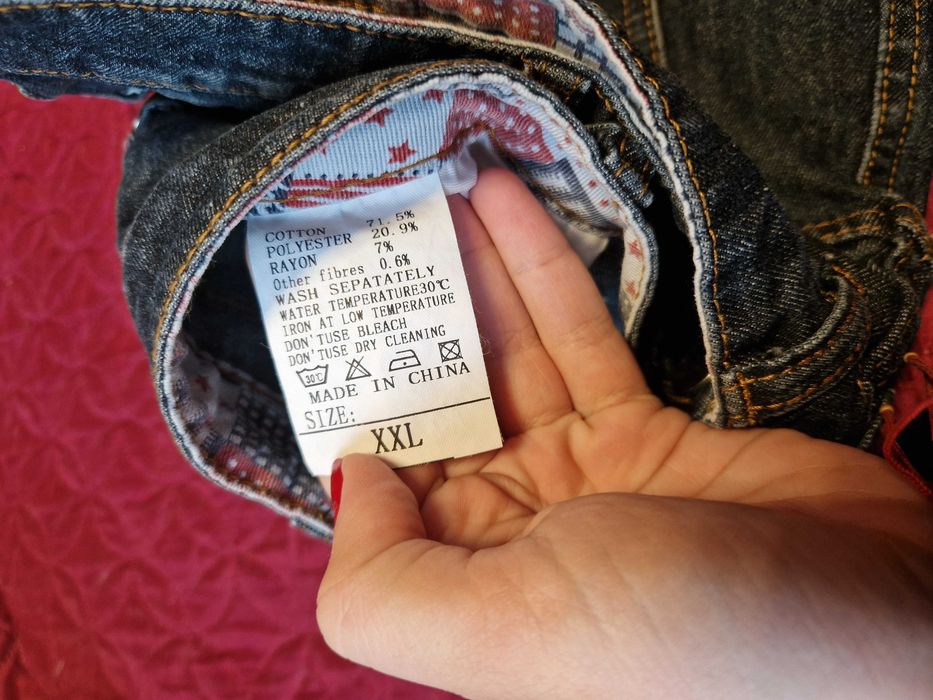 COTTON 71.5%
POLYESTER 20.9%
RAYON 7%
Other fibres 0.6%
WASH SEPATATELY
WATER TEMPERATURE30℃
IRON AT LOW TEMPERATURE
DON'TUSE BLEACH
DON'TUSE DRY CLEANING
30℃
MADE IN CHINA
SIZE:
XXL